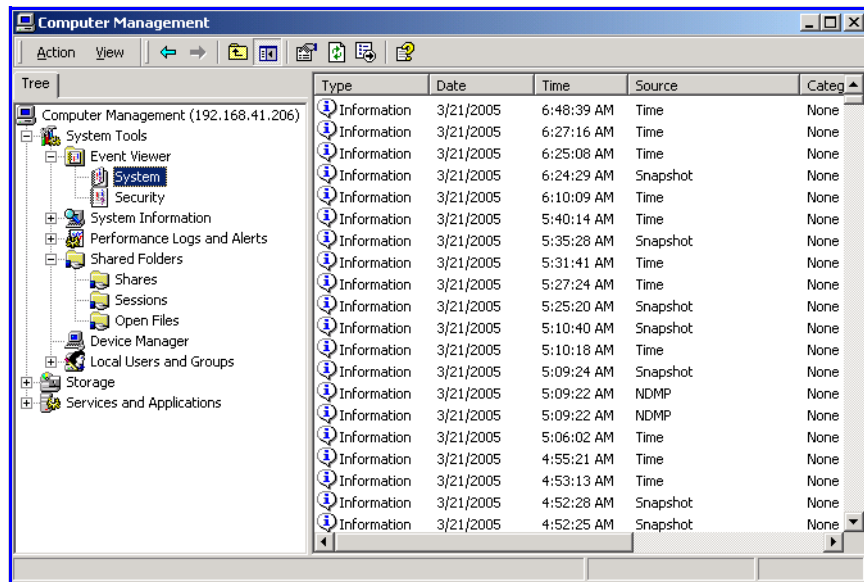 Computer Management
Action View
Tree
Computer Management (192.168.41.206)
System Tools
Event Viewer
System
Security
System Information
Performance Logs and Alerts
Shared Folders
Shares
Sessions
Open Files
Device Manager
Local Users and Groups
Storage
Services and Applications
Type Date Time Source Categ
Information 3/21/2005 6:48:39 AM Time None
Information 3/21/2005 6:27:16 AM Time None
Information 3/21/2005 6:25:08 AM Time None
Information 3/21/2005 6:24:29 AM Snapshot None
Information 3/21/2005 6:10:09 AM Time None
Information 3/21/2005 5:40:14 AM Time None
Information 3/21/2005 5:35:28 AM Snapshot None
Information 3/21/2005 5:31:41 AM Time None
Information 3/21/2005 5:27:24 AM Time None
Information 3/21/2005 5:25:20 AM Snapshot None
Information 3/21/2005 5:10:40 AM Snapshot None
Information 3/21/2005 5:10:18 AM Time None
Information 3/21/2005 5:09:24 AM Snapshot None
Information 3/21/2005 5:09:22 AM NDMP None
Information 3/21/2005 5:09:22 AM NDMP None
Information 3/21/2005 5:06:02 AM Time None
Information 3/21/2005 4:55:21 AM Time None
Information 3/21/2005 4:53:13 AM Time None
Information 3/21/2005 4:52:28 AM Snapshot None
Information 3/21/2005 4:52:25 AM Snapshot None